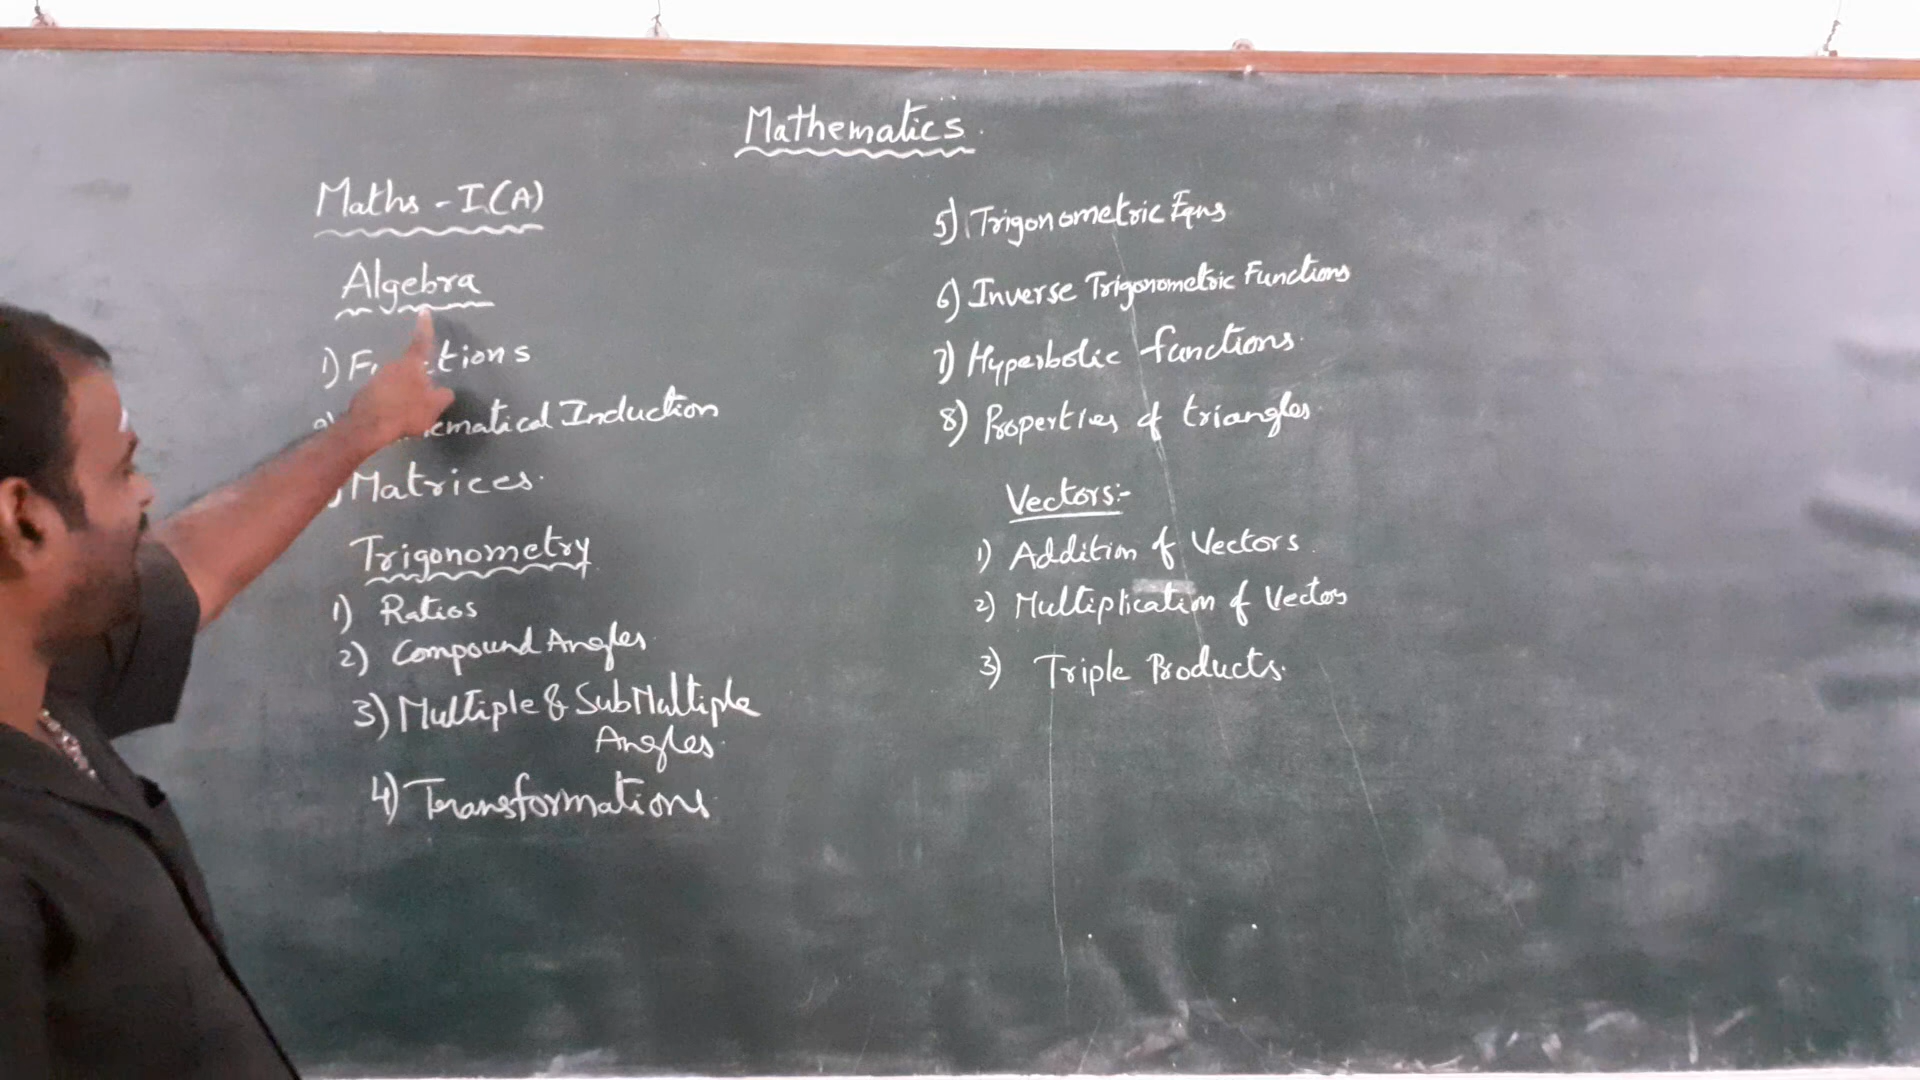 Mathematics.
Maths - I(A)
Algebra
1)
Induction
Matrices.
Trigonometry
1) Ratios
2) Compound Angles.
3) Multiple & SubMultiple
Angles.
4) Transformations.
5) Trigonometric Eqns
6) Inverse Trigonometric Functions
7) Hyperbolic functions.
8) Properties of triangles.
Vectors:-
1) Addition of Vectors.
2) Multiplication of Vectors
3) Triple Products.